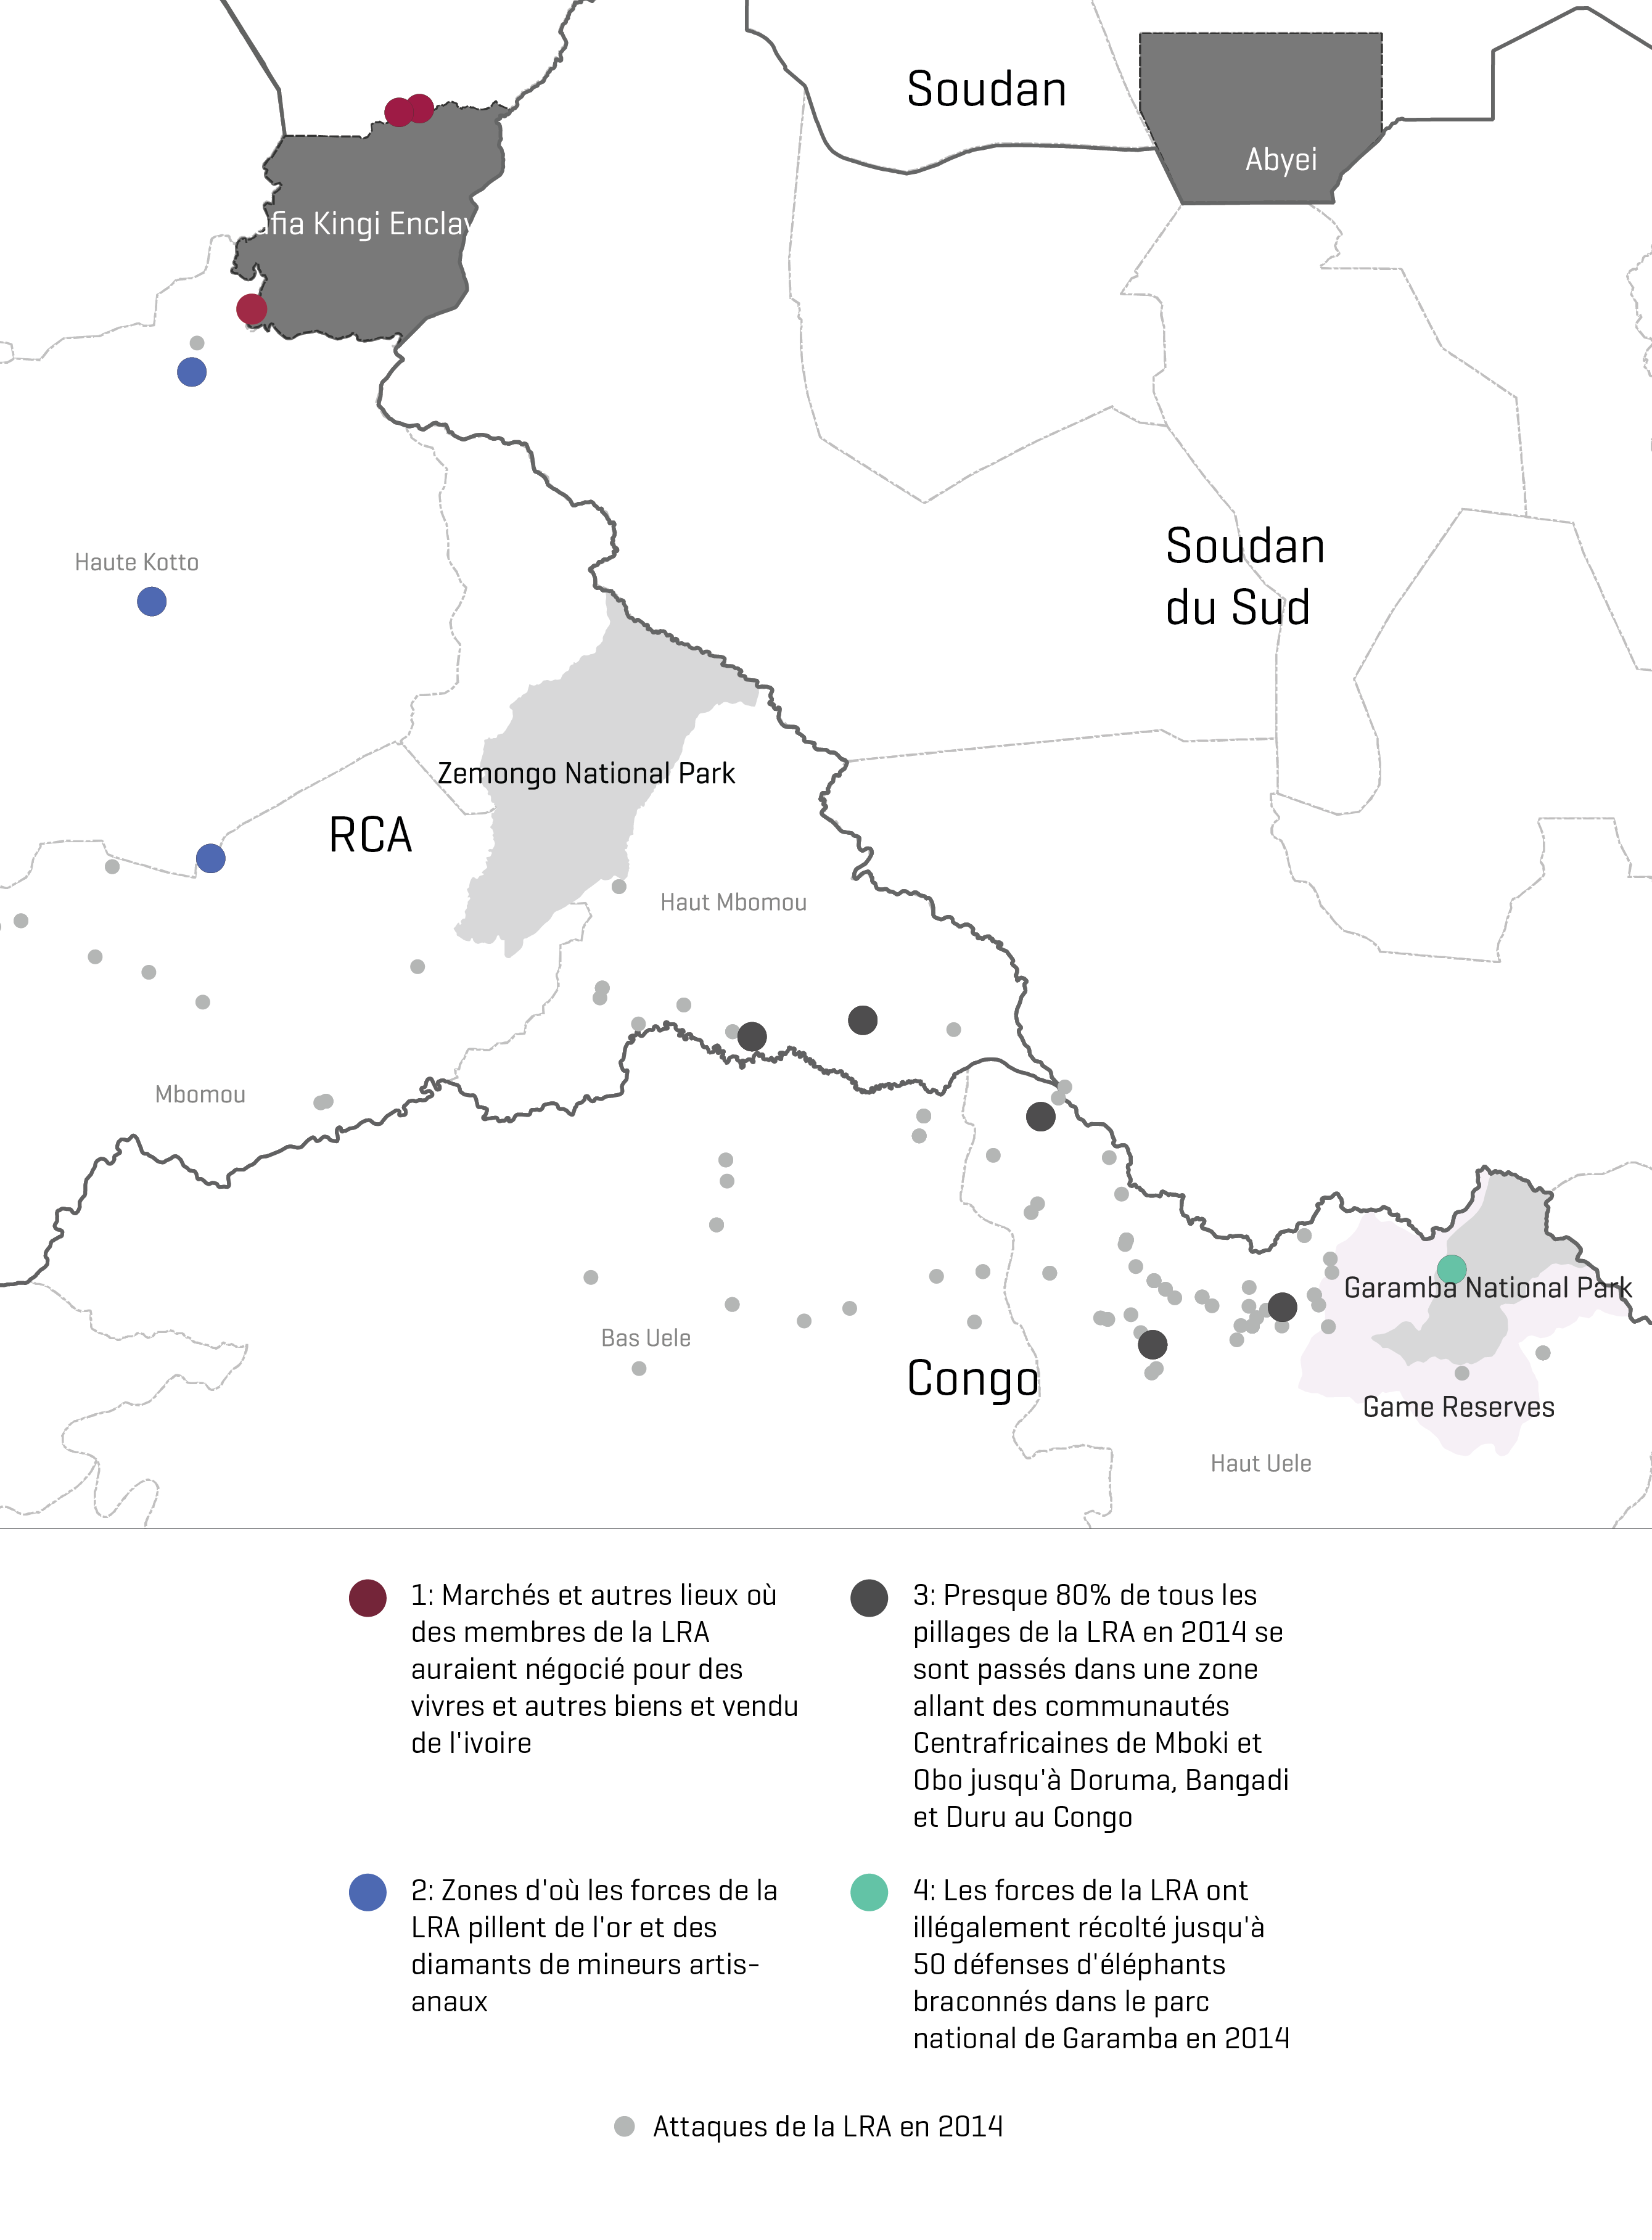 Soudan
Abyei
afia Kingi Enclav
Soudan
du Sud
Haute Kotto
Zemongo National Park
RCA
Haut Mbomou
Mbomou
Garamba National Park
Bas Uele
Congo
Game Reserves
Haut Uele
1: Marchés et autres lieux où
des membres de la LRA
auraient négocié pour des
vivres et autres biens et vendu
de l'ivoire
2: Zones d'où les forces de la
LRA pillent de l'or et des
diamants de mineurs artis-
anaux
3: Presque 80% de tous les
pillages de la LRA en 2014 se
sont passés dans une zone
allant des communautés
Centrafricaines de Mboki et
Obo jusqu'à Doruma, Bangadi
et Duru au Congo
4: Les forces de la LRA ont
illégalement récolté jusqu'à
50 défenses d'éléphants
braconnés dans le parc
national de Garamba en 2014
Attaques de la LRA en 2014